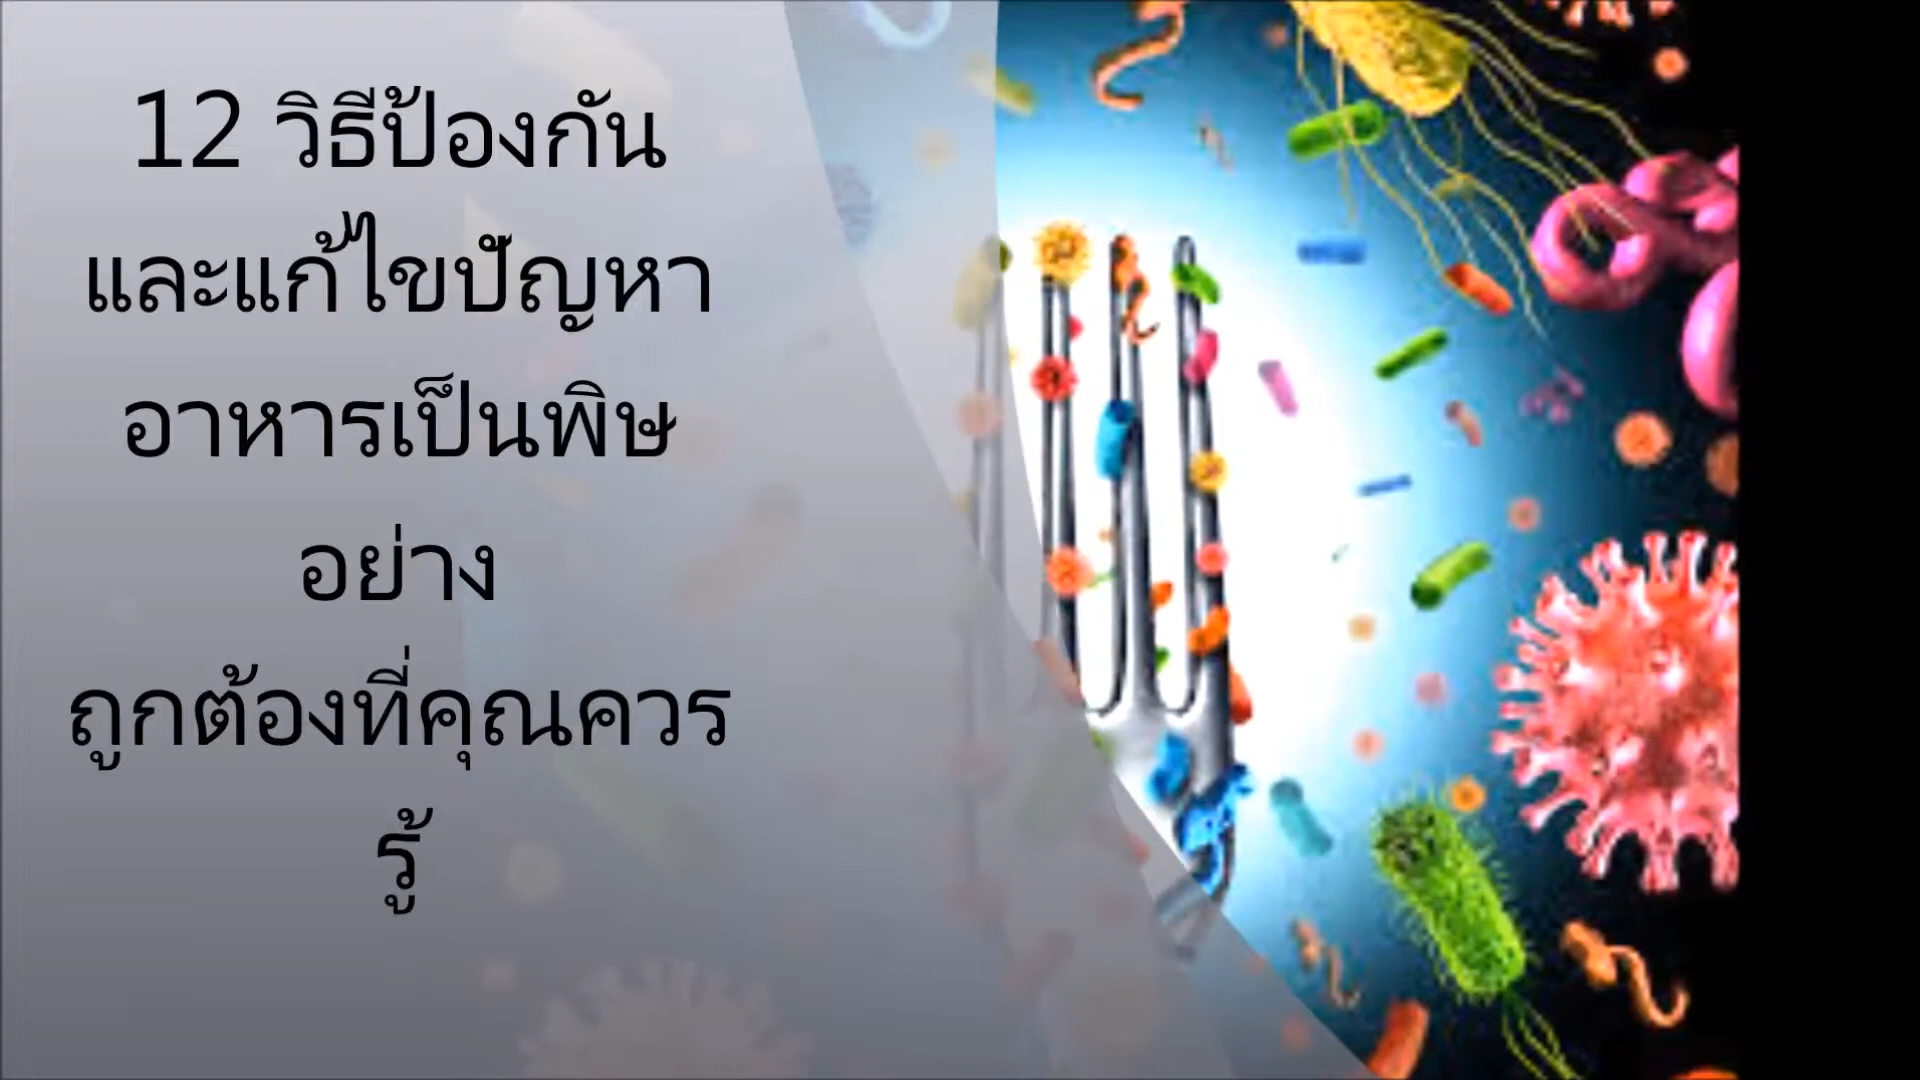 12 วิธีป้องกัน
และแก้ไขปัญหา
อาหารเป็นพิษ
อย่าง
ถูกต้องที่คุณควร
รู้